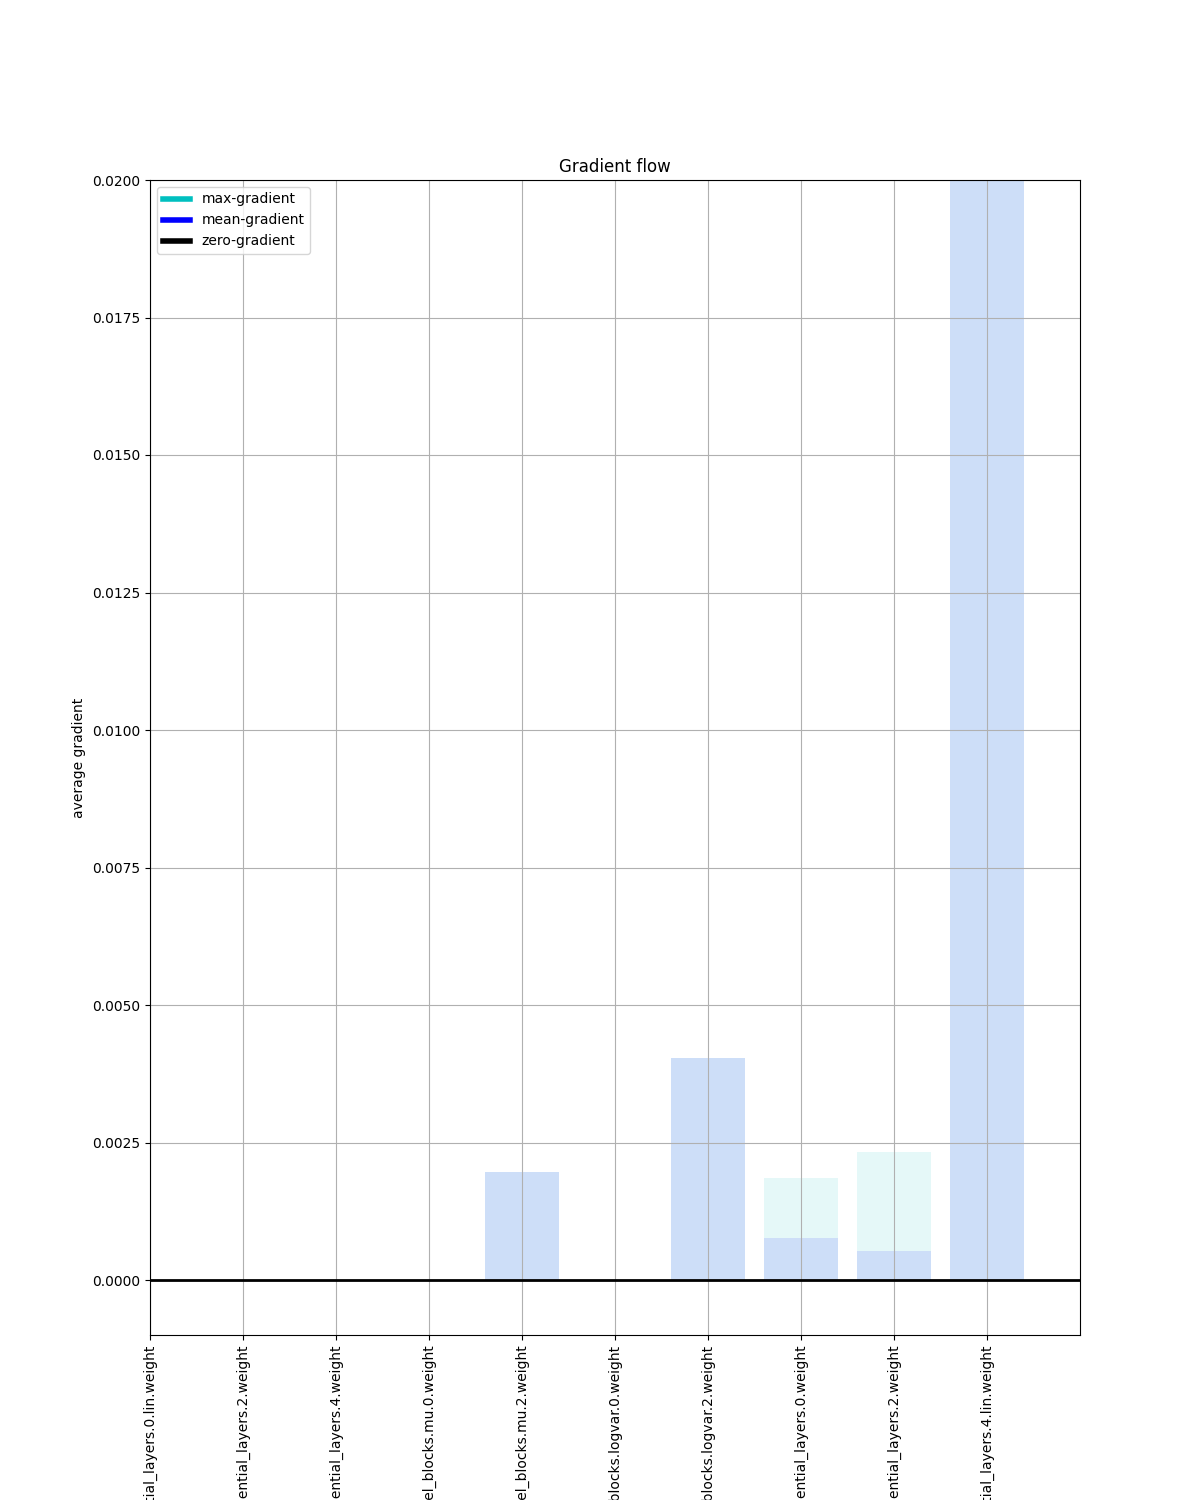 Gradient flow
max-gradient
mean-gradient
zero-gradient
0.0200
0.0175
0.0150
0.0125
0.0100
0.0075
0.0050
0.0025
0.0000
average gradient
tial_layers.0.lin.weight
ential_layers.2.weight
ential_layers.4.weight
el_blocks.mu.0.weight
el_blocks.mu.2.weight
blocks.logvar.0.weight
blocks.logvar.2.weight
ential_layers.0.weight
ential_layers.2.weight
tial_layers.4.lin.weight